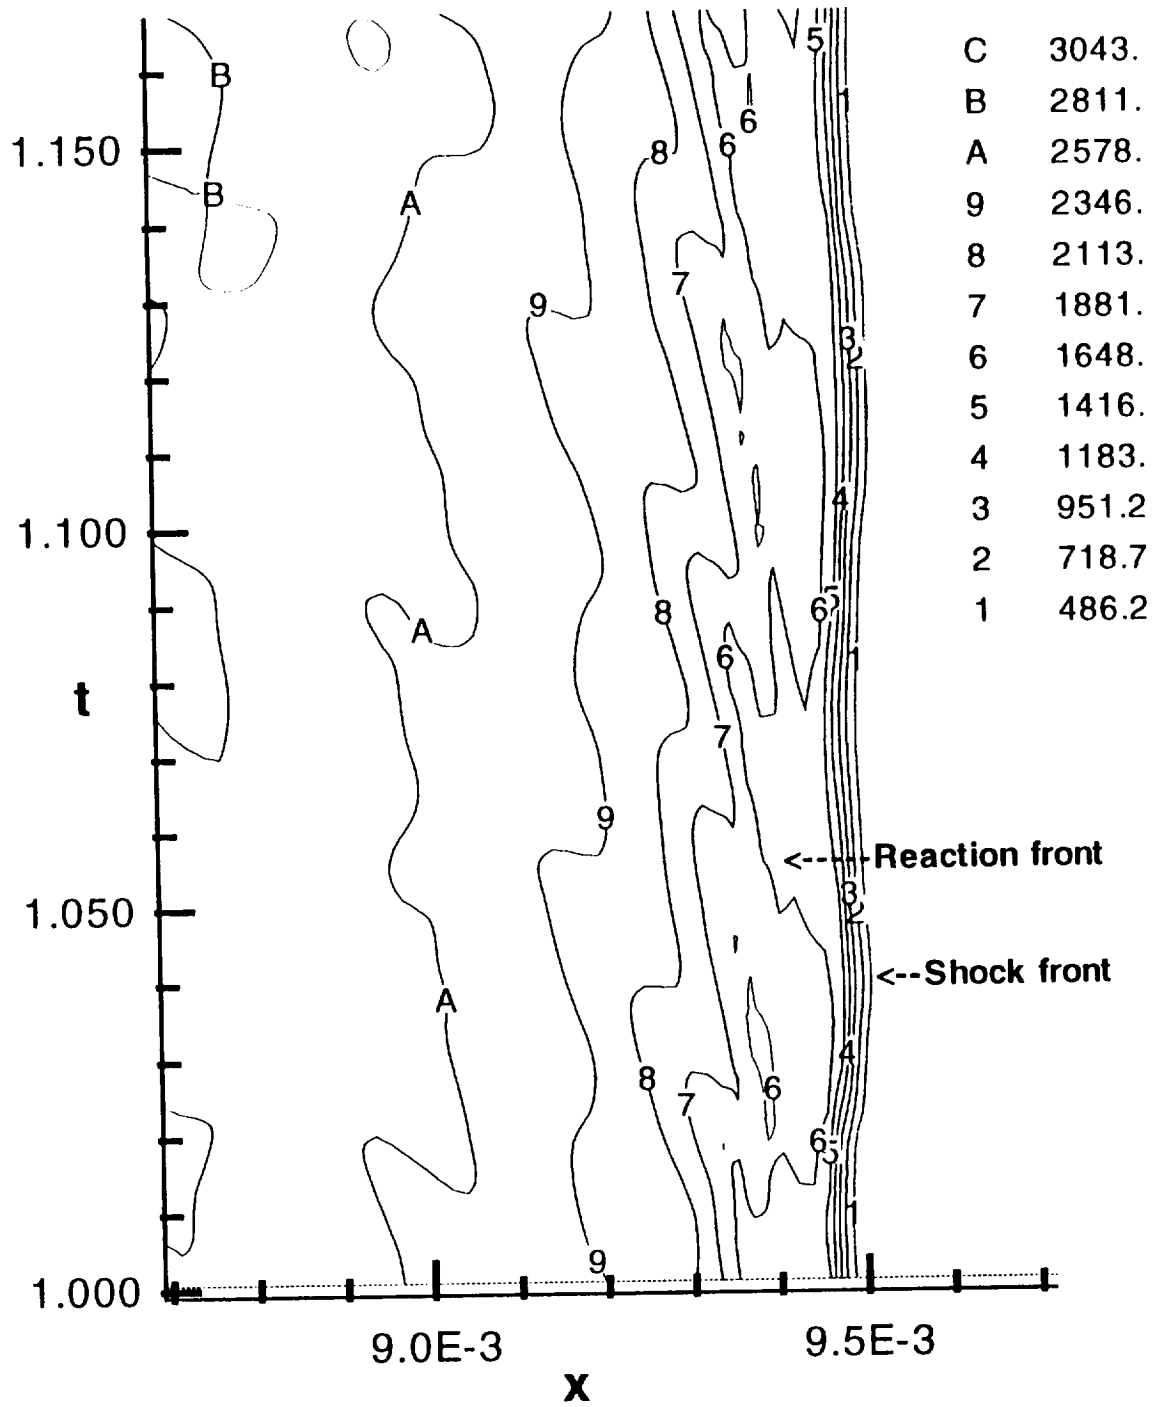 C 3043.
B 2811.
A 2578.
9 2346.
8 2113.
7 1881.
6 1648.
5 1416.
4 1183.
3 951.2
2 718.7
1 486.2
5
B
1
6
1.150
6
8
B
A
7
9
3
2
4
1.100
5
6
8
A
6
1
t
7
9
<----Reaction front
3
1.050
2
<--Shock front
A
4
8
6
7
6
5
1
9
1.000
9.0E-3
9.5E-3
x